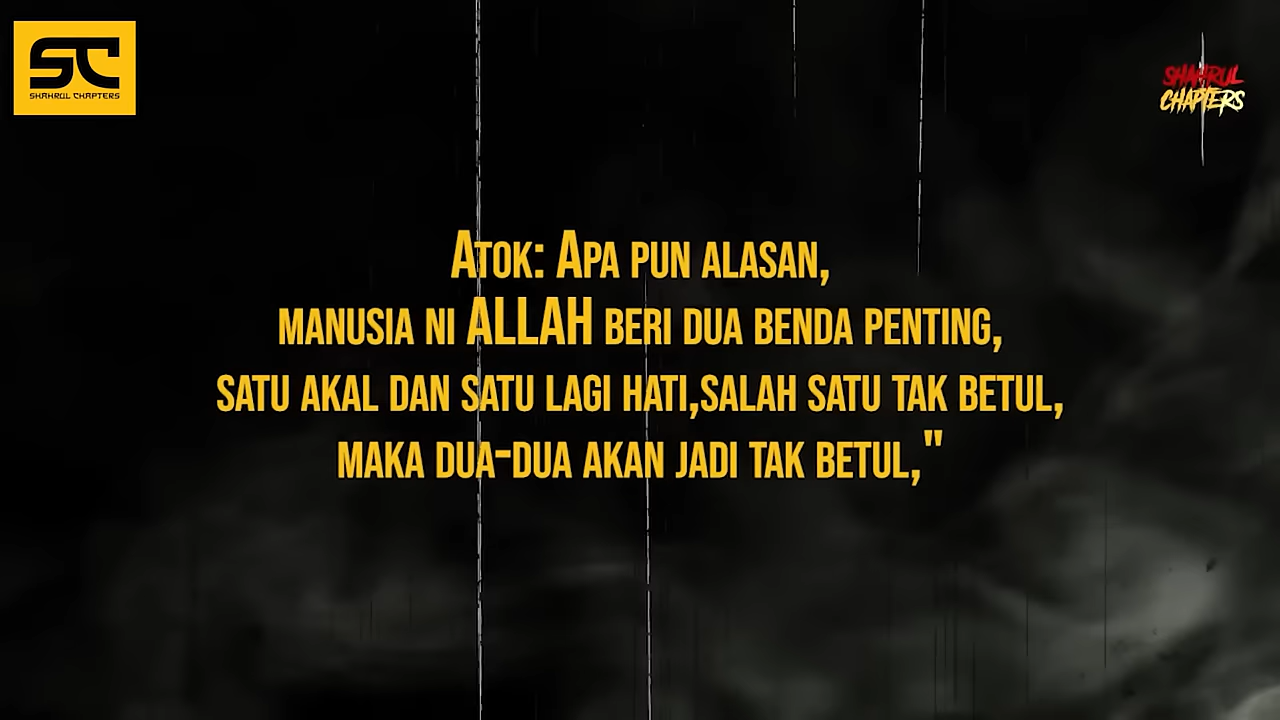 SC
SHAHRUL CHAPTERS
SHAHRUL
CHAPTERS
Atok: Apa pun alasan,
manusia ni ALLAH beri dua benda penting,
satu akal dan satu lagi hati,salah satu tak betul,
maka dua-dua akan jadi tak betul,"